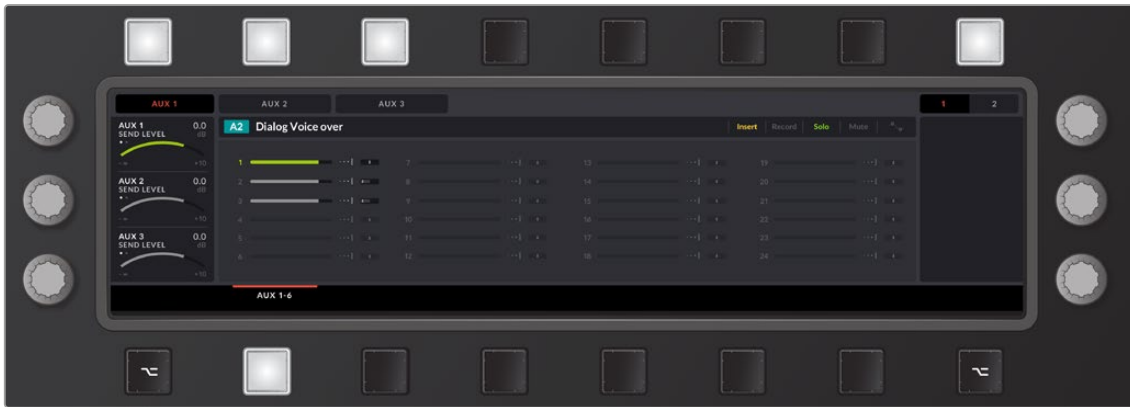 AUX 1
AUX 2
AUX 3
1 2
AUX 1 0.0
SEND LEVEL dB
-∞ +10
AUX 2 0.0
SEND LEVEL dB
-∞ +10
AUX 3 0.0
SEND LEVEL dB
-∞ +10
A2 Dialog Voice over
Insert Record Solo Mute
1 7 13 19
2 8 14 20
3 9 15 21
4 10 16 22
5 11 17 23
6 12 18 24
AUX 1-6